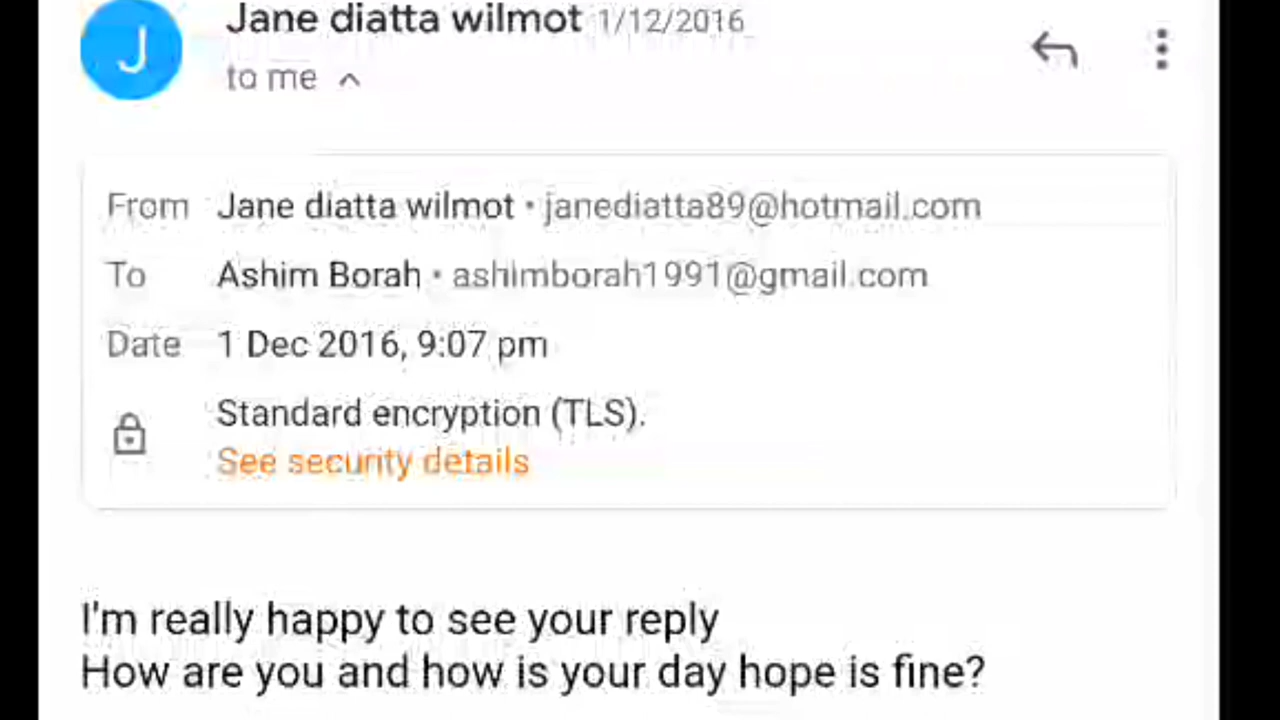 J
Jane diatta wilmot 1/12/2016
to me
From Jane diatta wilmot • janediatta89@hotmail.com
To Ashim Borah • ashimborah1991@gmail.com
Date 1 Dec 2016, 9:07 pm
Standard encryption (TLS).
See security details
I'm really happy to see your reply
How are you and how is your day hope is fine?